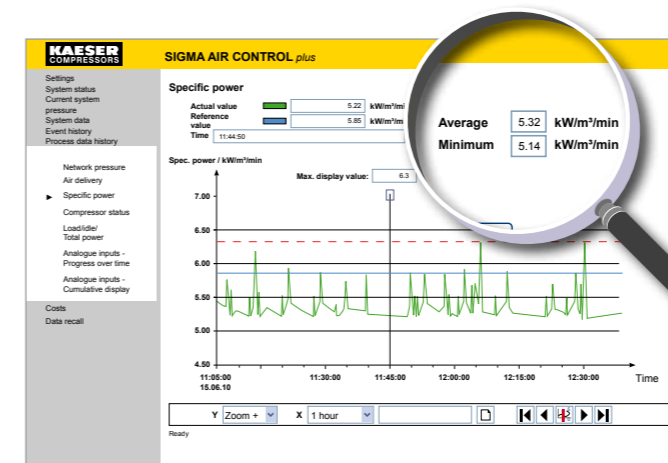 KAESER
COMPRESSORS
SIGMA AIR CONTROL plus
Settings
System status
Current system
pressure
System data
Event history
Process data history
Network pressure
Air delivery
Specific power
Compressor status
Load/idle/
Total power
Analogue inputs -
Progress over time
Analogue inputs -
Cumulative display
Costs
Data recall
Specific power
Actual value 5.22 kW/m³/mi
Reference
value 5.85 kW/m³/m
Time 11:44:50
Average 5.32 kW/m³/min
Minimum 5.14 kW/m³/min
Spec. power / kW/m³/min
Max. display value: 6.3
7.00
6.50
6.00
5.50
5.00
4.50
11:05:00 11:30:00 11:45:00 12:00:00 12:15:00 12:30:00 Time
15.06.10
Y Zoom + X 1 hour
Ready